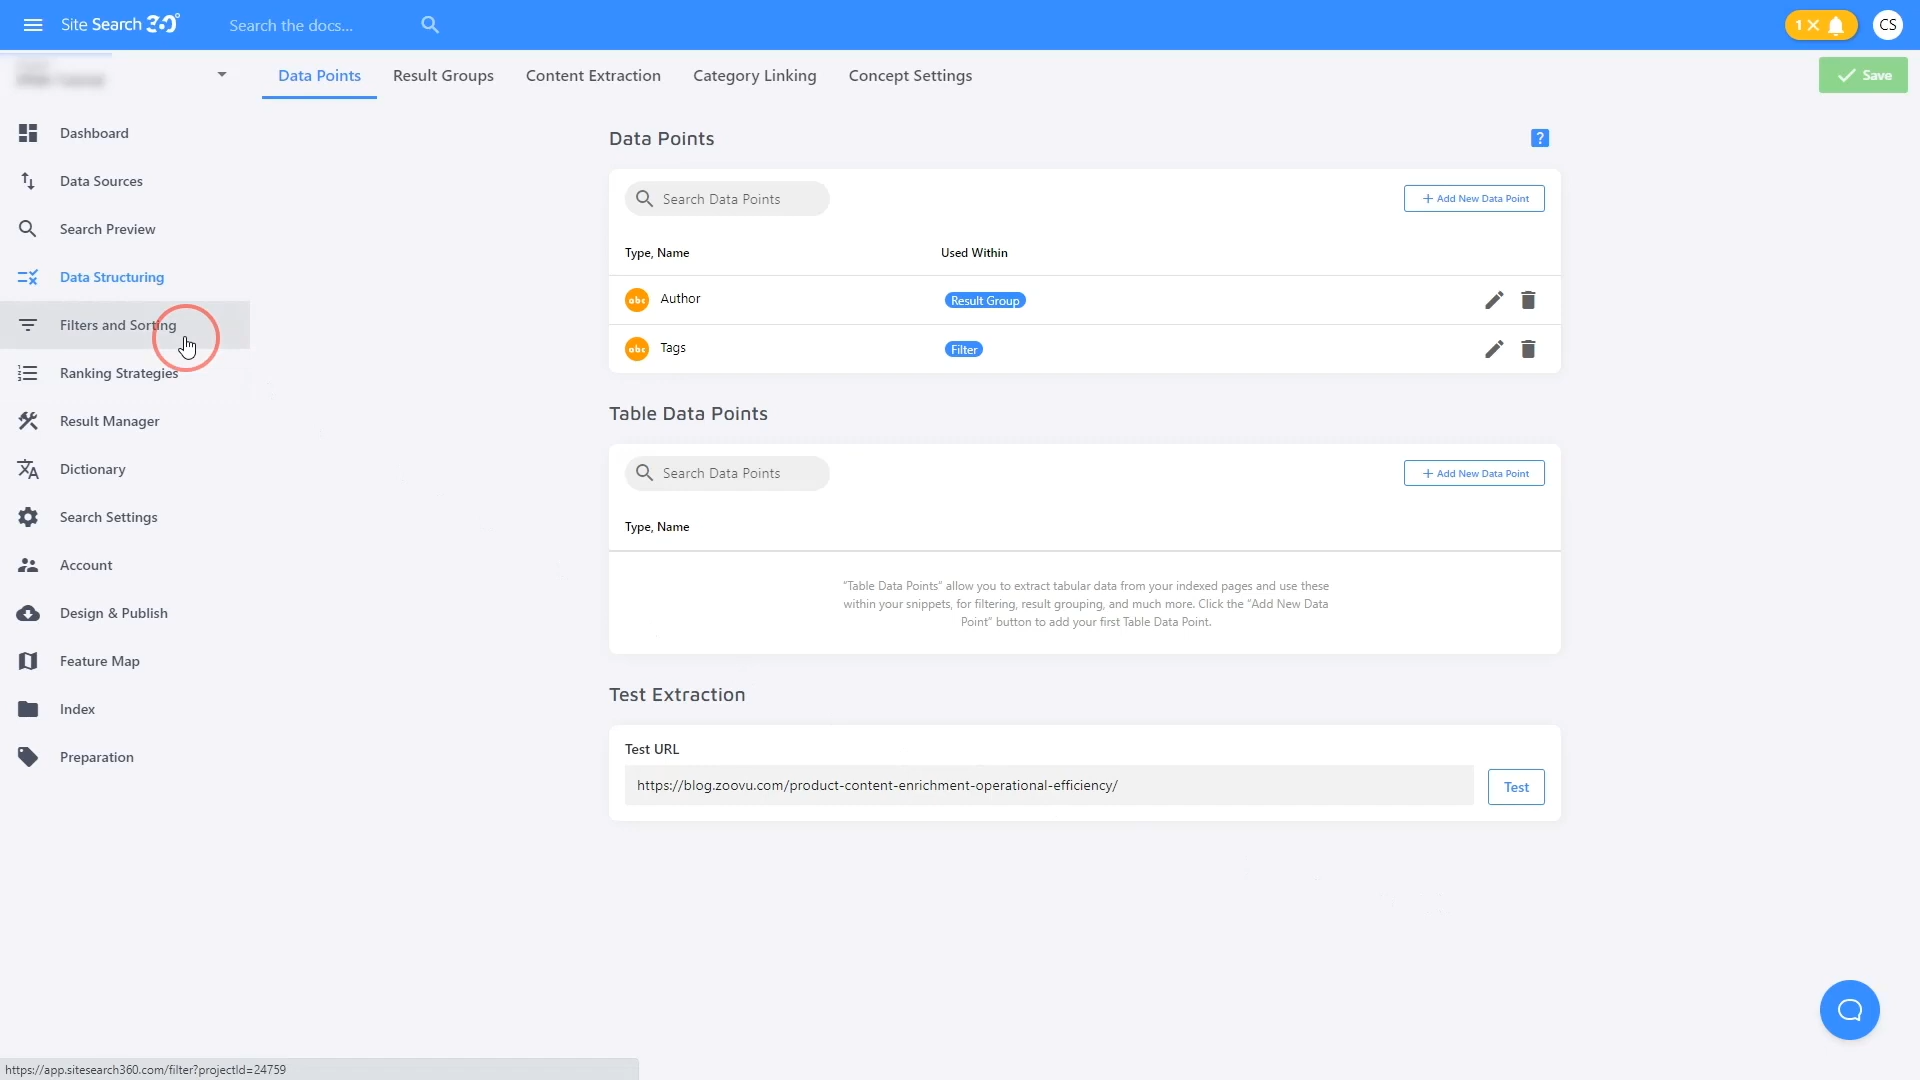 Site Search 360
Search the docs...
1
CS
Data Points
Result Groups
Content Extraction
Category Linking
Concept Settings
Save
Dashboard
Data Sources
Search Preview
Data Structuring
Filters and Sorting
Ranking Strategies
Result Manager
Dictionary
Search Settings
Account
Design & Publish
Feature Map
Index
Preparation
Data Points
?
Search Data Points
Add New Data Point
Type, Name
Used Within
abc Author
Result Group
abc Tags
Filter
Table Data Points
Search Data Points
Add New Data Point
Type, Name
"Table Data Points" allow you to extract tabular data from your indexed pages and use these
within your snippets, for filtering, result grouping, and much more. Click the "Add New Data
Point" button to add your first Table Data Point.
Test Extraction
Test URL
https://blog.zoovu.com/product-content-enrichment-operational-efficiency/
Test
https://app.sitesearch360.com/filter?projectId=24759